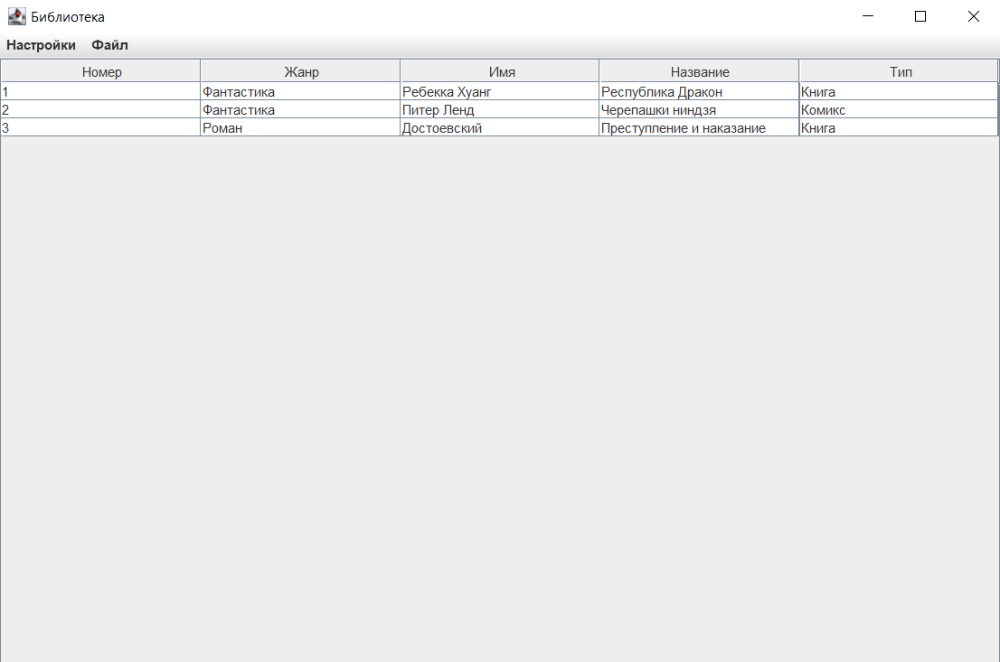 Библиотека
Настройки Файл
Номер Жанр Имя Название Тип
1 Фантастика Ребекка Хуанг Республика Дракон Книга
2 Фантастика Питер Ленд Черепашки ниндзя Комикс
3 Роман Достоевский Преступление и наказание Книга